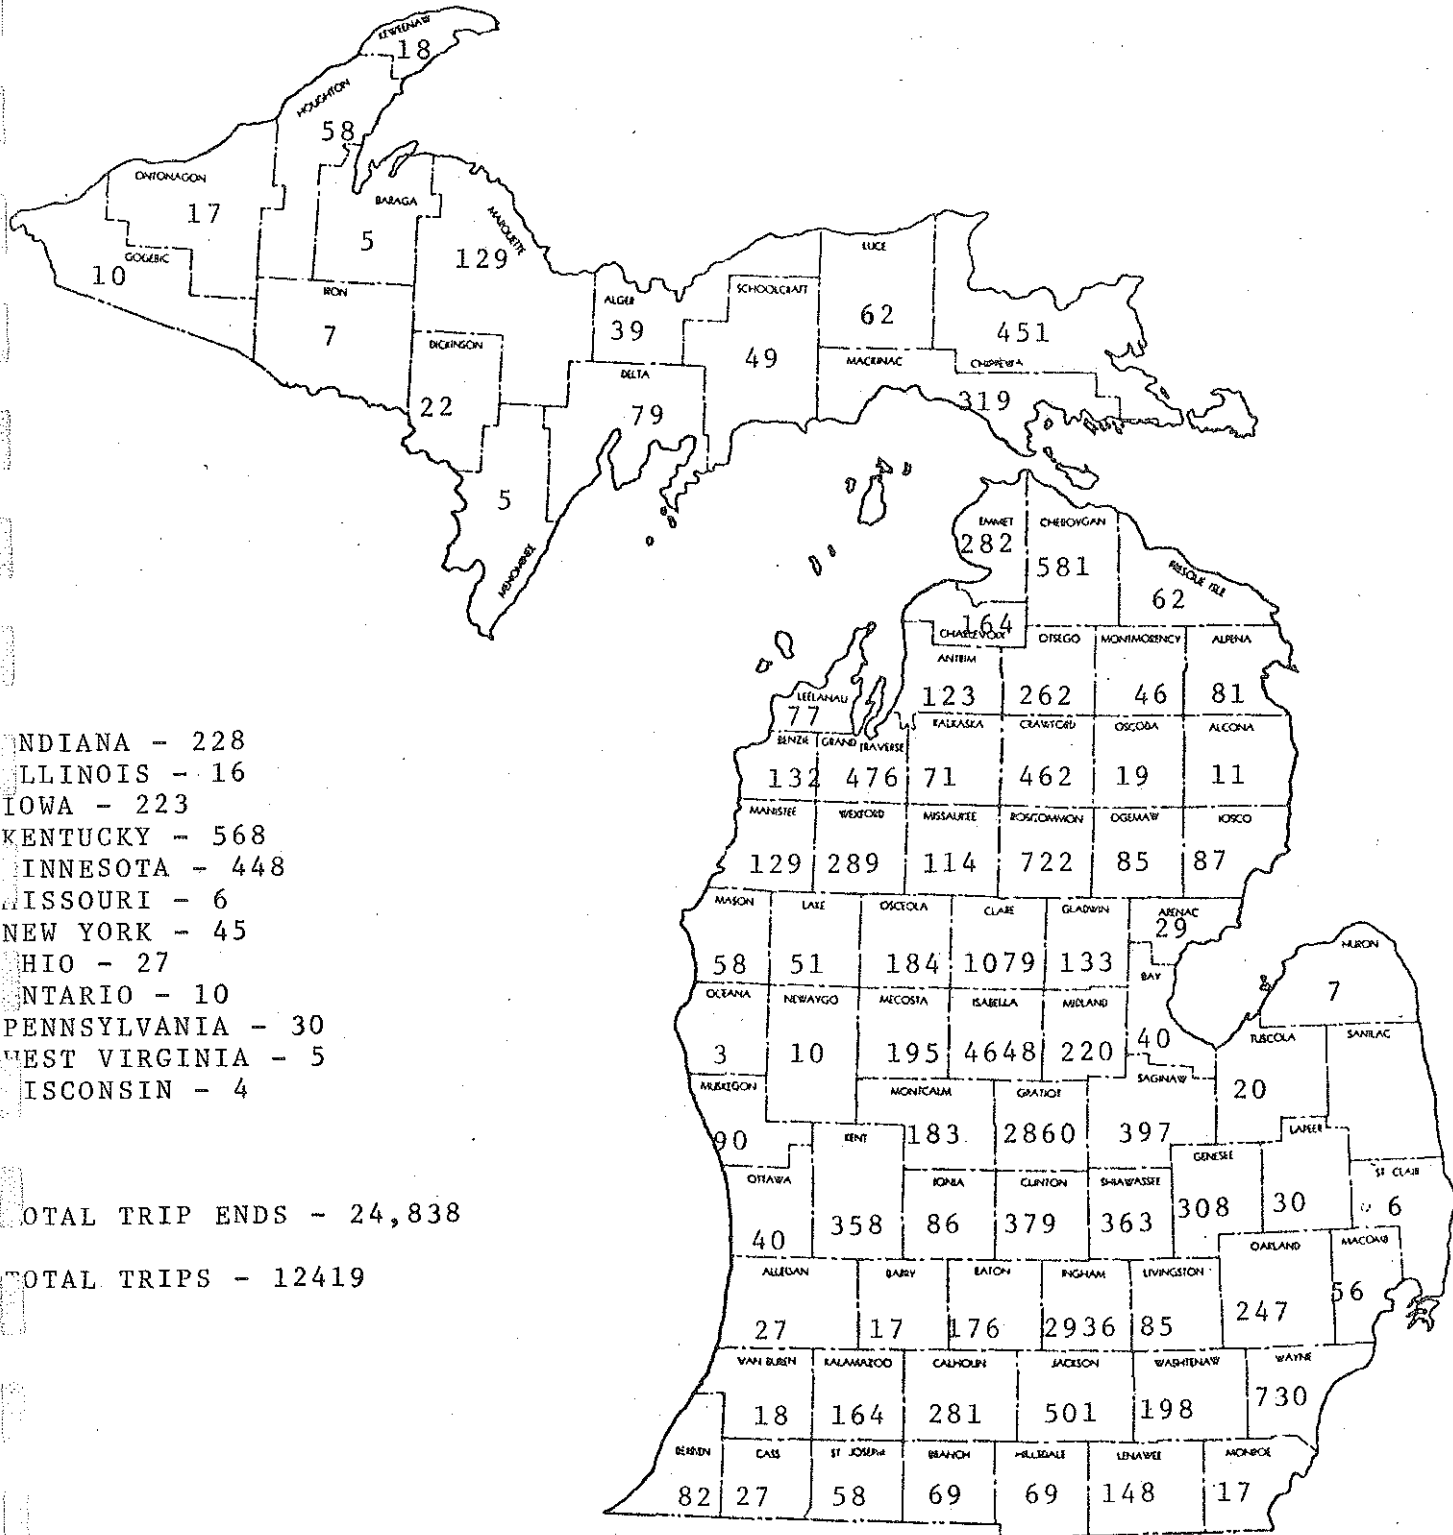 KEWEENAW
18
HOUGHTON
58
ONTONAGON
17
BARAGA
5
MARQUETTE
129
GOGEBIC
10
IRON
7
LUCE
62
SCHOOLCRAFT
49
ALGER
39
451
CHIPPEWA
MACKINAC
319
DICKINSON
22
DELTA
79
5
MENOMINEE
EMMET
282
CHEBOYGAN
581
PRESQUE ISLE
62
164
CHARLEVOIX
OTSEGO MONTMORENCY ALPENA
ANTRIM
123 262 46 81
LEELANAU
77
KALKASKA CRAWFORD OSCODA ALCONA
BENZIE GRAND TRAVERSE
132 476 71 462 19 11
MANISTEE WEXFORD MISSAUKEE ROSCOMMON OGEMAW IOSCO
129 289 114 722 85 87
MASON LAKE OSCEOLA CLARE GLADWIN ARENAC
29
58 51 184 1079 133
BAY
HURON
7
OCEANA NEWAYGO MECOSTA ISABELLA MIDLAND
3 10 195 4648 220 40
TUSCOLA SANILAC
20
MUSKEGON MONTCALM GRATIOT SAGINAW
90 KENT 183 2860 397
LAPEER
GENESEE
OTTAWA IONIA CLINTON SHIAWASSEE ST CLAIR
40 358 86 379 363 308 30 6
OAKLAND MACOMB
ALLEGAN BARRY EATON INGHAM LIVINGSTON
27 17 176 2936 85 247 56
VAN BUREN KALAMAZOO CALHOUN JACKSON WASHTENAW WAYNE
18 164 281 501 198 730
BERRIEN CASS ST JOSEPH BRANCH HILLSDALE LENAWEE MONROE
82 27 58 69 69 148 17
NDIANA - 228
LLINOIS - 16
IOWA - 223
KENTUCKY - 568
INNESOTA - 448
ISSOURI - 6
NEW YORK - 45
HIO - 27
NTARIO - 10
PENNSYLVANIA - 30
WEST VIRGINIA - 5
ISCONSIN - 4
OTAL TRIP ENDS - 24,838
TOTAL TRIPS - 12419